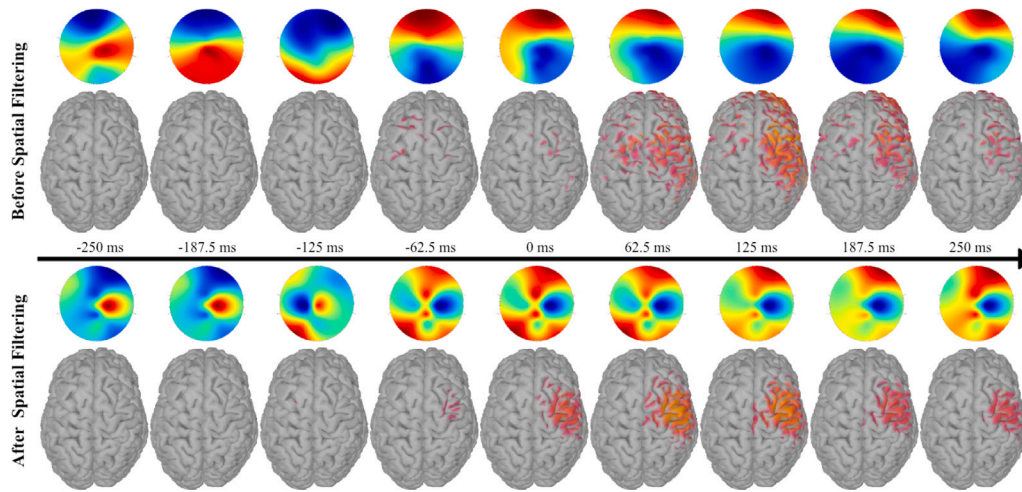 Before Spatial Filtering
-250 ms -187.5 ms -125 ms -62.5 ms 0 ms 62.5 ms 125 ms 187.5 ms 250 ms
After Spatial Filtering